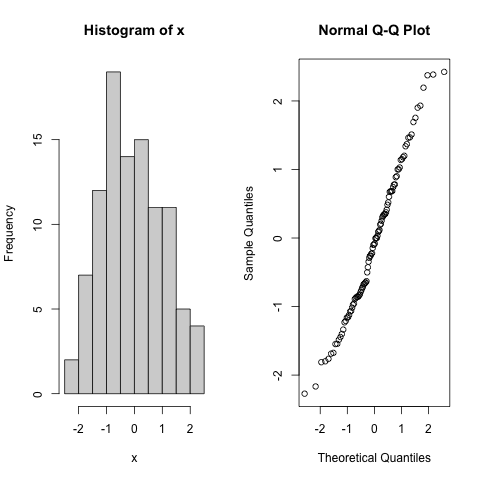 Histogram of x
Frequency
15
10
5
0
-2 -1 0 1 2
x
Normal Q-Q Plot
Sample Quantiles
2
1
0
-1
-2
-2 -1 0 1 2
Theoretical Quantiles